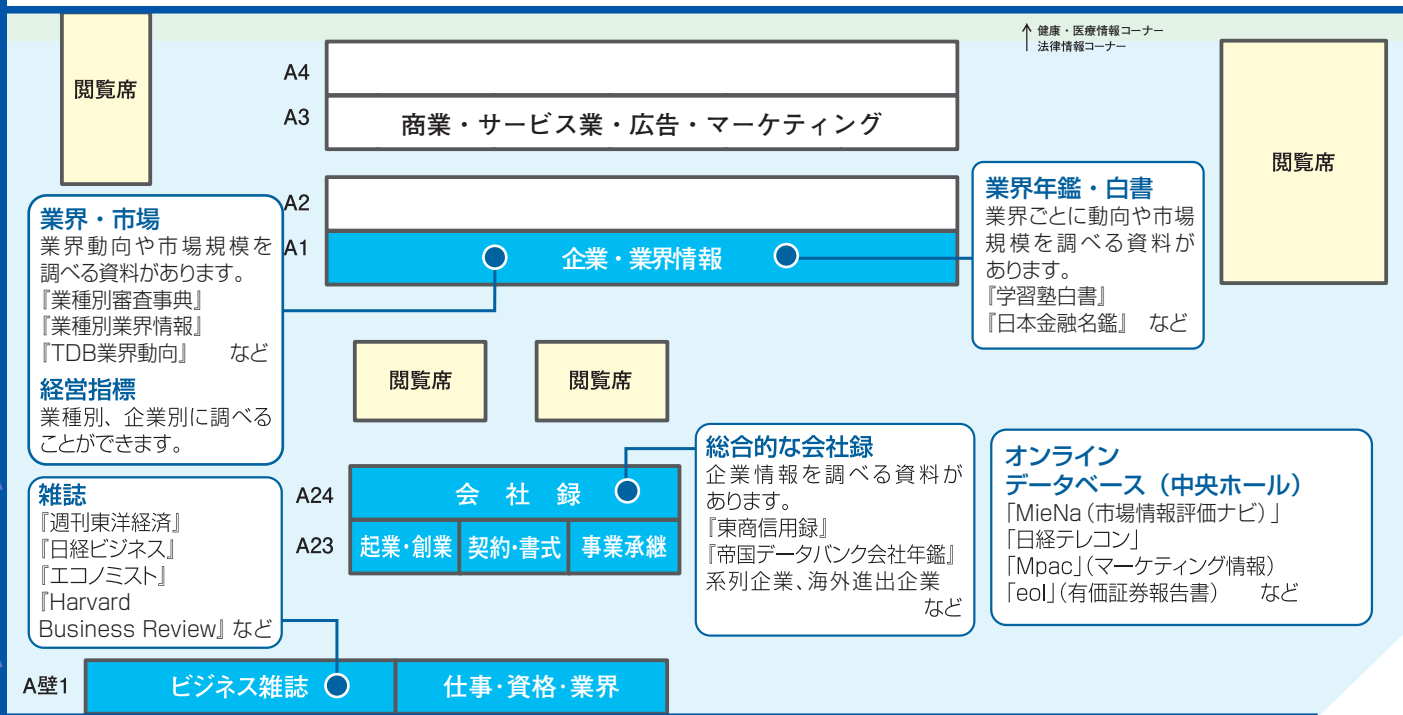 ↑ 健康・医療情報コーナー
法律情報コーナー
閲覧席
A4
A3
商業・サービス業・広告・マーケティング
閲覧席
A2
A1
企業・業界情報
業界・市場
業界動向や市場規模を
調べる資料があります。
『業種別審査事典』
『業種別業界情報』
『TDB業界動向』 など
経営指標
業種別、企業別に調べる
ことができます。
業界年鑑・白書
業界ごとに動向や市場
規模を調べる資料が
あります。
『学習塾白書』
『日本金融名鑑』 など
閲覧席
閲覧席
総合的な会社録
企業情報を調べる資料が
あります。
『東商信用録』
『帝国データバンク会社年鑑』
系列企業、海外進出企業
など
オンライン
データベース（中央ホール）
「MieNa（市場情報評価ナビ）」
「日経テレコン」
「Mpac」（マーケティング情報）
「eol」（有価証券報告書） など
A24
会社録
A23
起業・創業
契約・書式
事業承継
雑誌
『週刊東洋経済』
『日経ビジネス』
『エコノミスト』
『Harvard
Business Review』など
A壁1
ビジネス雑誌
仕事・資格・業界